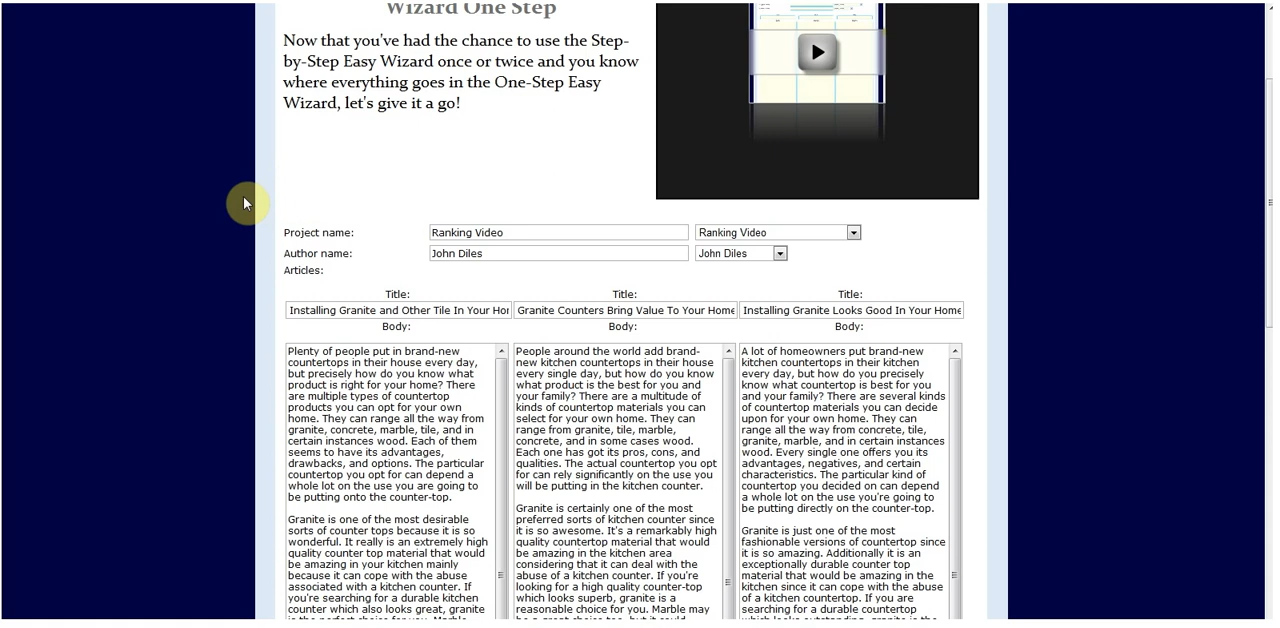 Wizard One Step
Now that you've had the chance to use the Step-
by-Step Easy Wizard once or twice and you know
where everything goes in the One-Step Easy
Wizard, let's give it a go!
Project name:
Ranking Video
Ranking Video
Author name:
John Diles
John Diles
Articles:
Title:
Title:
Title:
Installing Granite and Other Tile In Your Hor
Granite Counters Bring Value To Your Home
Installing Granite Looks Good In Your Home
Body:
Body:
Body:
Plenty of people put in brand-new
countertops in their house every day,
but precisely how do you know what
product is right for your home? There
are multiple types of countertop
products you can opt for your own
home. They can range all the way from
granite, concrete, marble, tile, and in
certain instances wood. Each of them
seems to have its advantages,
drawbacks, and options. The particular
countertop you opt for can depend a
whole lot on the use you are going to
be putting onto the counter-top.
Granite is one of the most desirable
sorts of counter tops because it is so
wonderful. It really is an extremely high
quality counter top material that would
be amazing in your kitchen mainly
because it can cope with the abuse
associated with a kitchen counter. If
you're searching for a durable kitchen
counter which also looks great, granite
is the perfect choice for you. Marble
People around the world add brand-
new kitchen countertops in their house
every single day, but how do you know
what product is the best for you and
your family? There are a multitude of
kinds of countertop materials you can
select for your own home. They can
range from granite, tile, marble,
concrete, and in some cases wood.
Each one has got its pros, cons, and
qualities. The actual countertop you opt
for can rely significantly on the use you
will be putting in the kitchen counter.
Granite is certainly one of the most
preferred sorts of kitchen counter since
it is so awesome. It's a remarkably high
quality countertop material that would
be amazing in the kitchen area
considering that it can deal with the
abuse of a kitchen counter. If you're
looking for a high quality counter-top
which looks superb, granite is a
reasonable choice for you. Marble may
be a great choice too, but it could
A lot of homeowners put brand-new
kitchen countertops in their kitchen
every day, but how do you precisely
know what countertop is best for you
and your family? There are several kinds
of countertop materials you can decide
upon for your own home. They can
range all the way from concrete, tile,
granite, marble, and in certain instances
wood. Every single one offers you its
advantages, negatives, and certain
characteristics. The particular kind of
countertop you decided on can depend
a whole lot on the use you're going to
be putting directly on the counter-top.
Granite is just one of the most
fashionable versions of countertop since
it is so amazing. Additionally it is an
exceptionally durable counter top
material that would be amazing in the
kitchen since it can cope with the abuse
of a kitchen countertop. If you are
searching for a durable countertop
which looks outstanding, granite is the